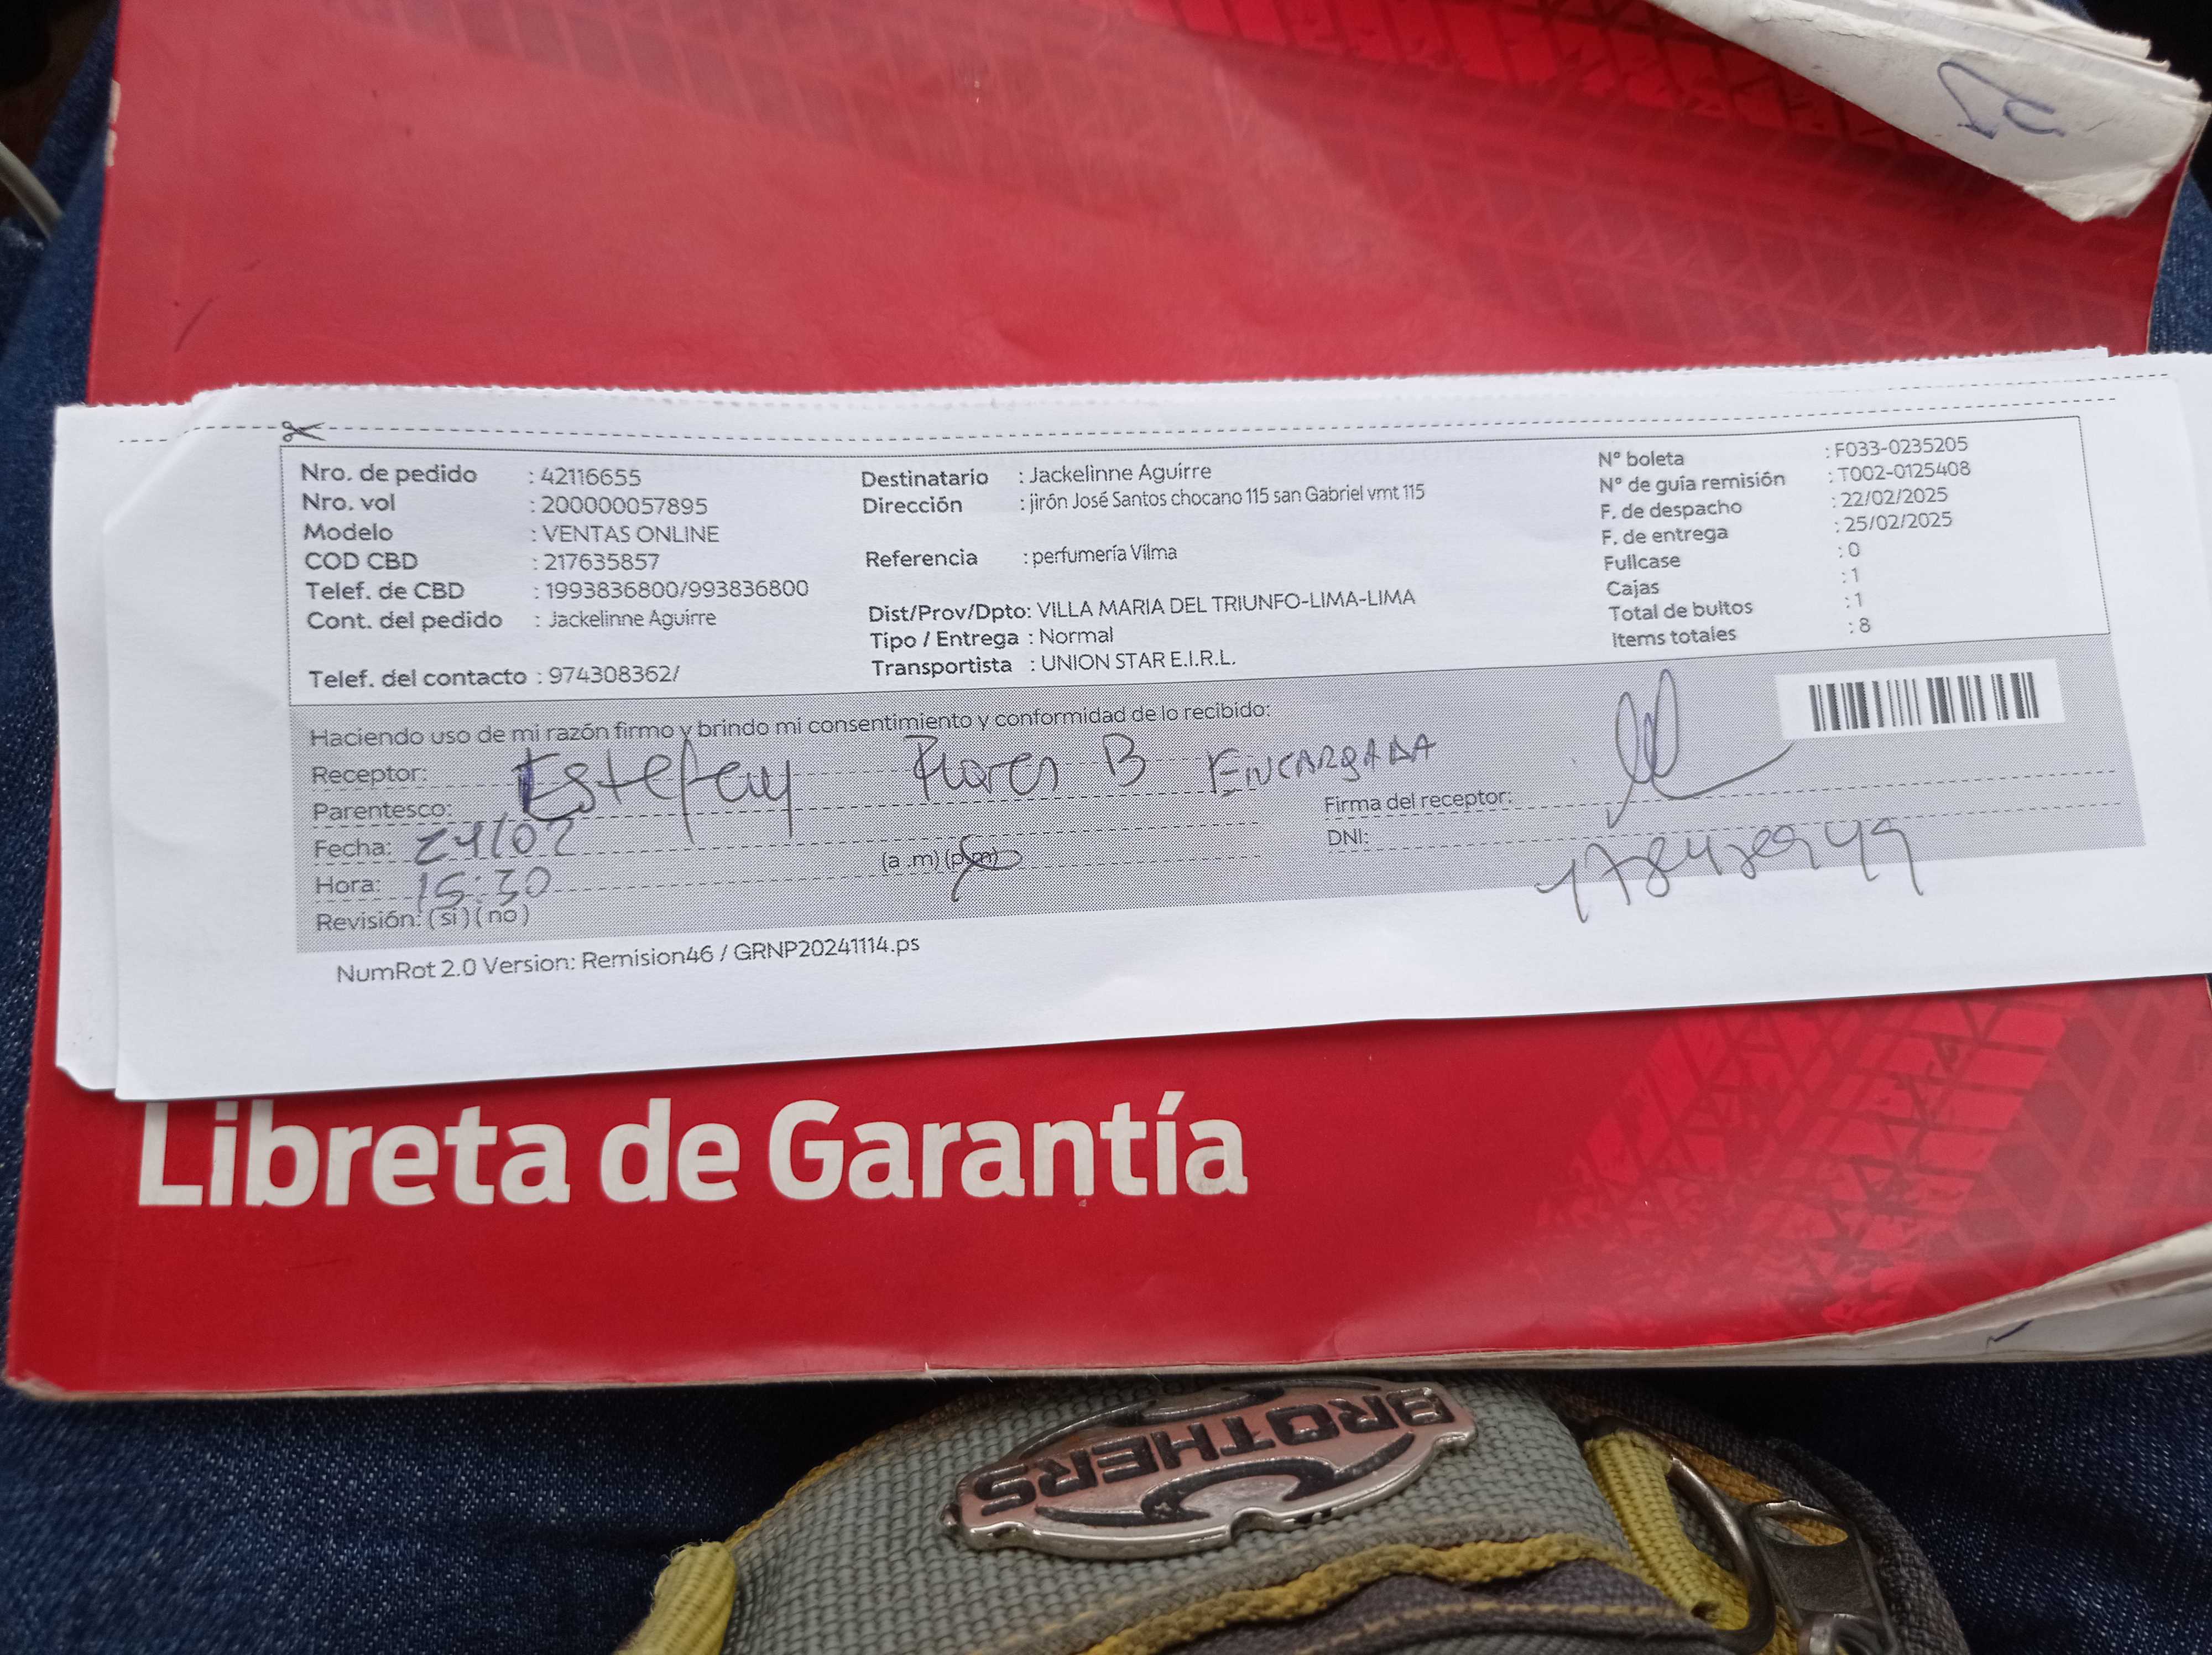 Nro. de pedido : 42116655
Nro. vol : 200000057895
Modelo : VENTAS ONLINE
COD CBD : 217635857
Telef. de CBD : 1993836800/993836800
Cont. del pedido : Jackelinne Aguirre
Telef. del contacto : 974308362/
Destinatario : Jackelinne Aguirre
Dirección : jirón José Santos chocano 115 san Gabriel vmt 115
Referencia : perfumería Vilma
Dist/Prov/Dpto: VILLA MARIA DEL TRIUNFO-LIMA-LIMA
Tipo / Entrega : Normal
Transportista : UNION STAR E.I.R.L.
Nº boleta : F033-0235205
Nº de guía remisión : T002-0125408
F. de despacho : 22/02/2025
F. de entrega : 25/02/2025
Fullcase : 0
Cajas : 1
Total de bultos : 1
Items totales : 8
Haciendo uso de mi razón firmo y brindo mi consentimiento y conformidad de lo recibido:
Receptor: Estefany Flores B ENCARGADA
Parentesco:
Fecha: 24/02
Hora: 15:30 (a .m) (p.m)
Revisión: (si) (no)
Firma del receptor:
DNI:
NumRot 2.0 Version: Remision46 / GRNP20241114.ps
Libreta de Garantía
BROTHERS